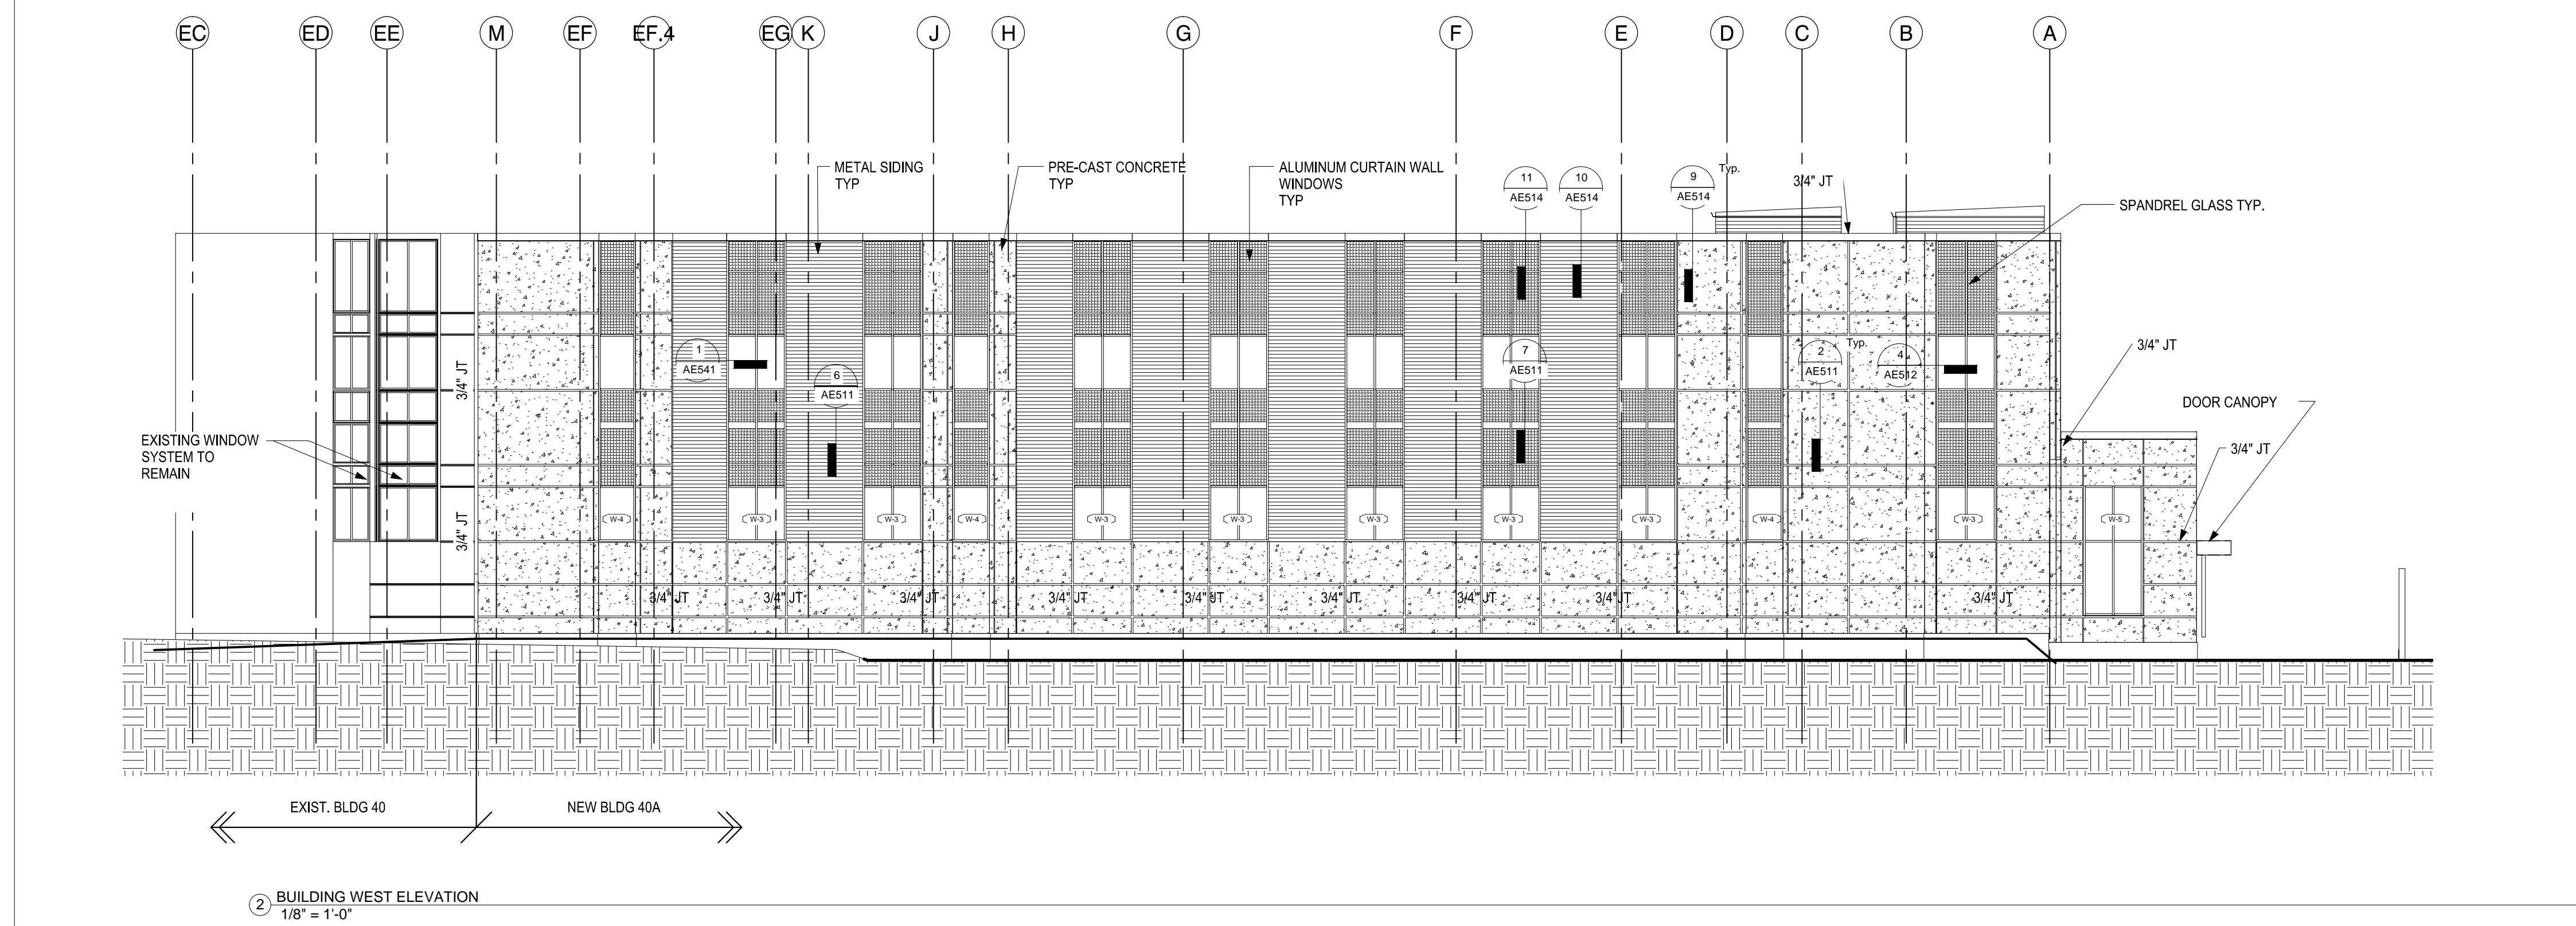 EC
ED
EE
M
EF
EF.4
EG
K
J
H
G
F
E
D
C
B
A
METAL SIDING
TYP
PRE-CAST CONCRETE
TYP
ALUMINUM CURTAIN WALL
WINDOWS
TYP
11
AE514
10
AE514
9
AE514
Typ.
3/4" JT
SPANDREL GLASS TYP.
1
AE541
6
AE511
7
AE511
2
AE511
Typ.
4
AE512
3/4" JT
3/4" JT
DOOR CANOPY
3/4" JT
EXISTING WINDOW
SYSTEM TO
REMAIN
3/4" JT
W-4
W-3
W-3
W-4
W-3
W-3
W-3
W-3
W-3
W-4
W-3
W-5
3/4" JT
3/4" JT
3/4" JT
3/4" JT
3/4" JT
3/4" JT
3/4" JT
3/4" JT
3/4" JT
EXIST. BLDG 40
NEW BLDG 40A
2
BUILDING WEST ELEVATION
1/8" = 1'-0"